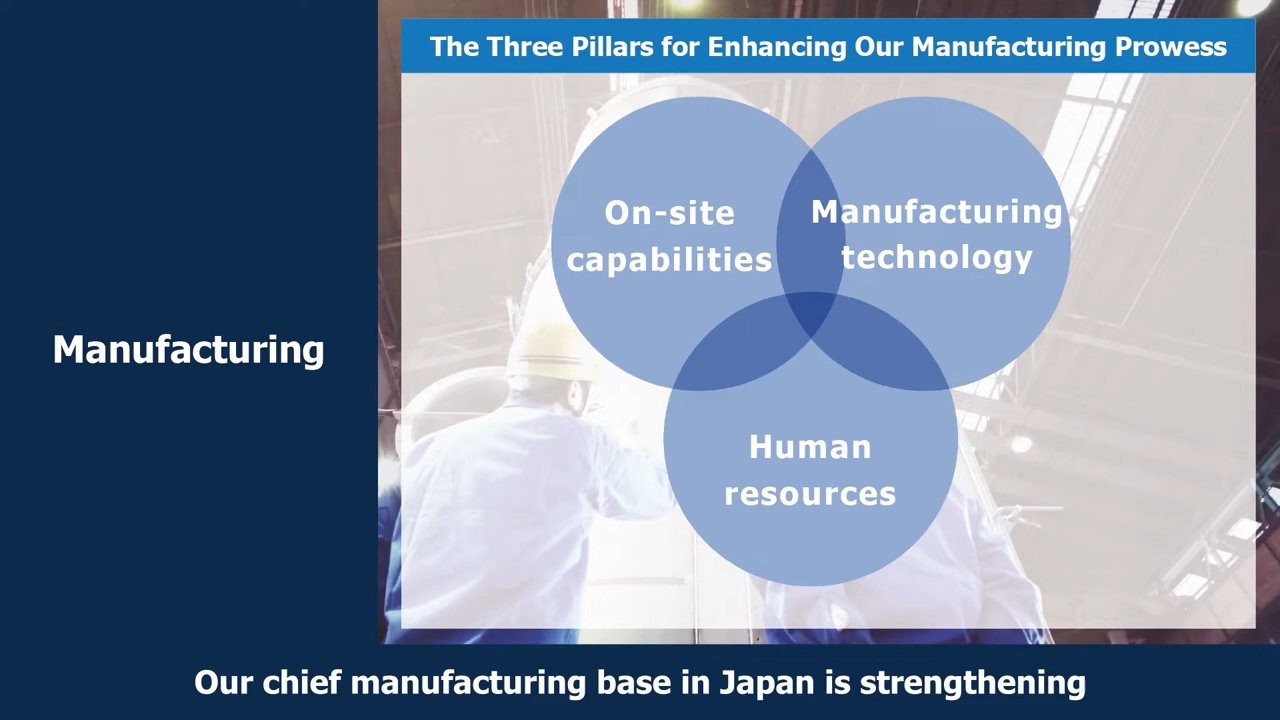 The Three Pillars for Enhancing Our Manufacturing Prowess
On-site
capabilities
Manufacturing
technology
Human
resources
Manufacturing
Our chief manufacturing base in Japan is strengthening